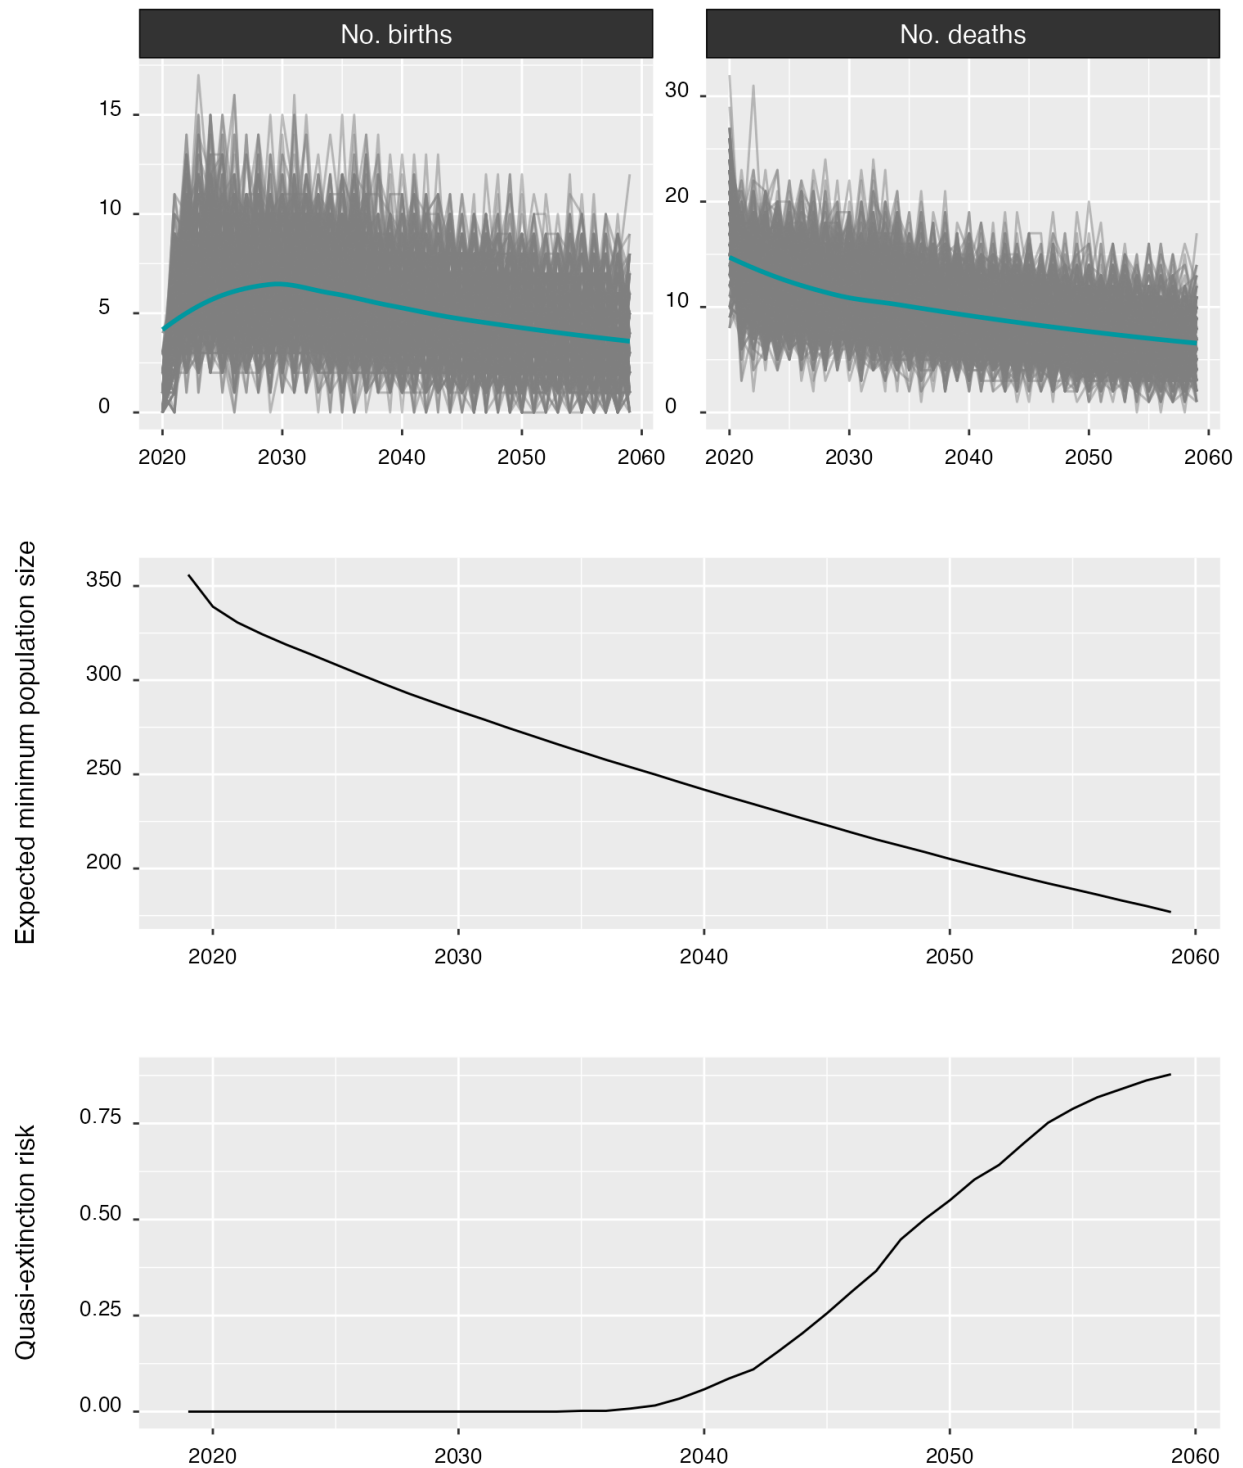 No. births
No. deaths
15
10
5
0
30
20
10
0
2020 2030 2040 2050 2060
2020 2030 2040 2050 2060
Expected minimum population size
350
300
250
200
2020 2030 2040 2050 2060
Quasi-extinction risk
0.75
0.50
0.25
0.00
2020 2030 2040 2050 2060